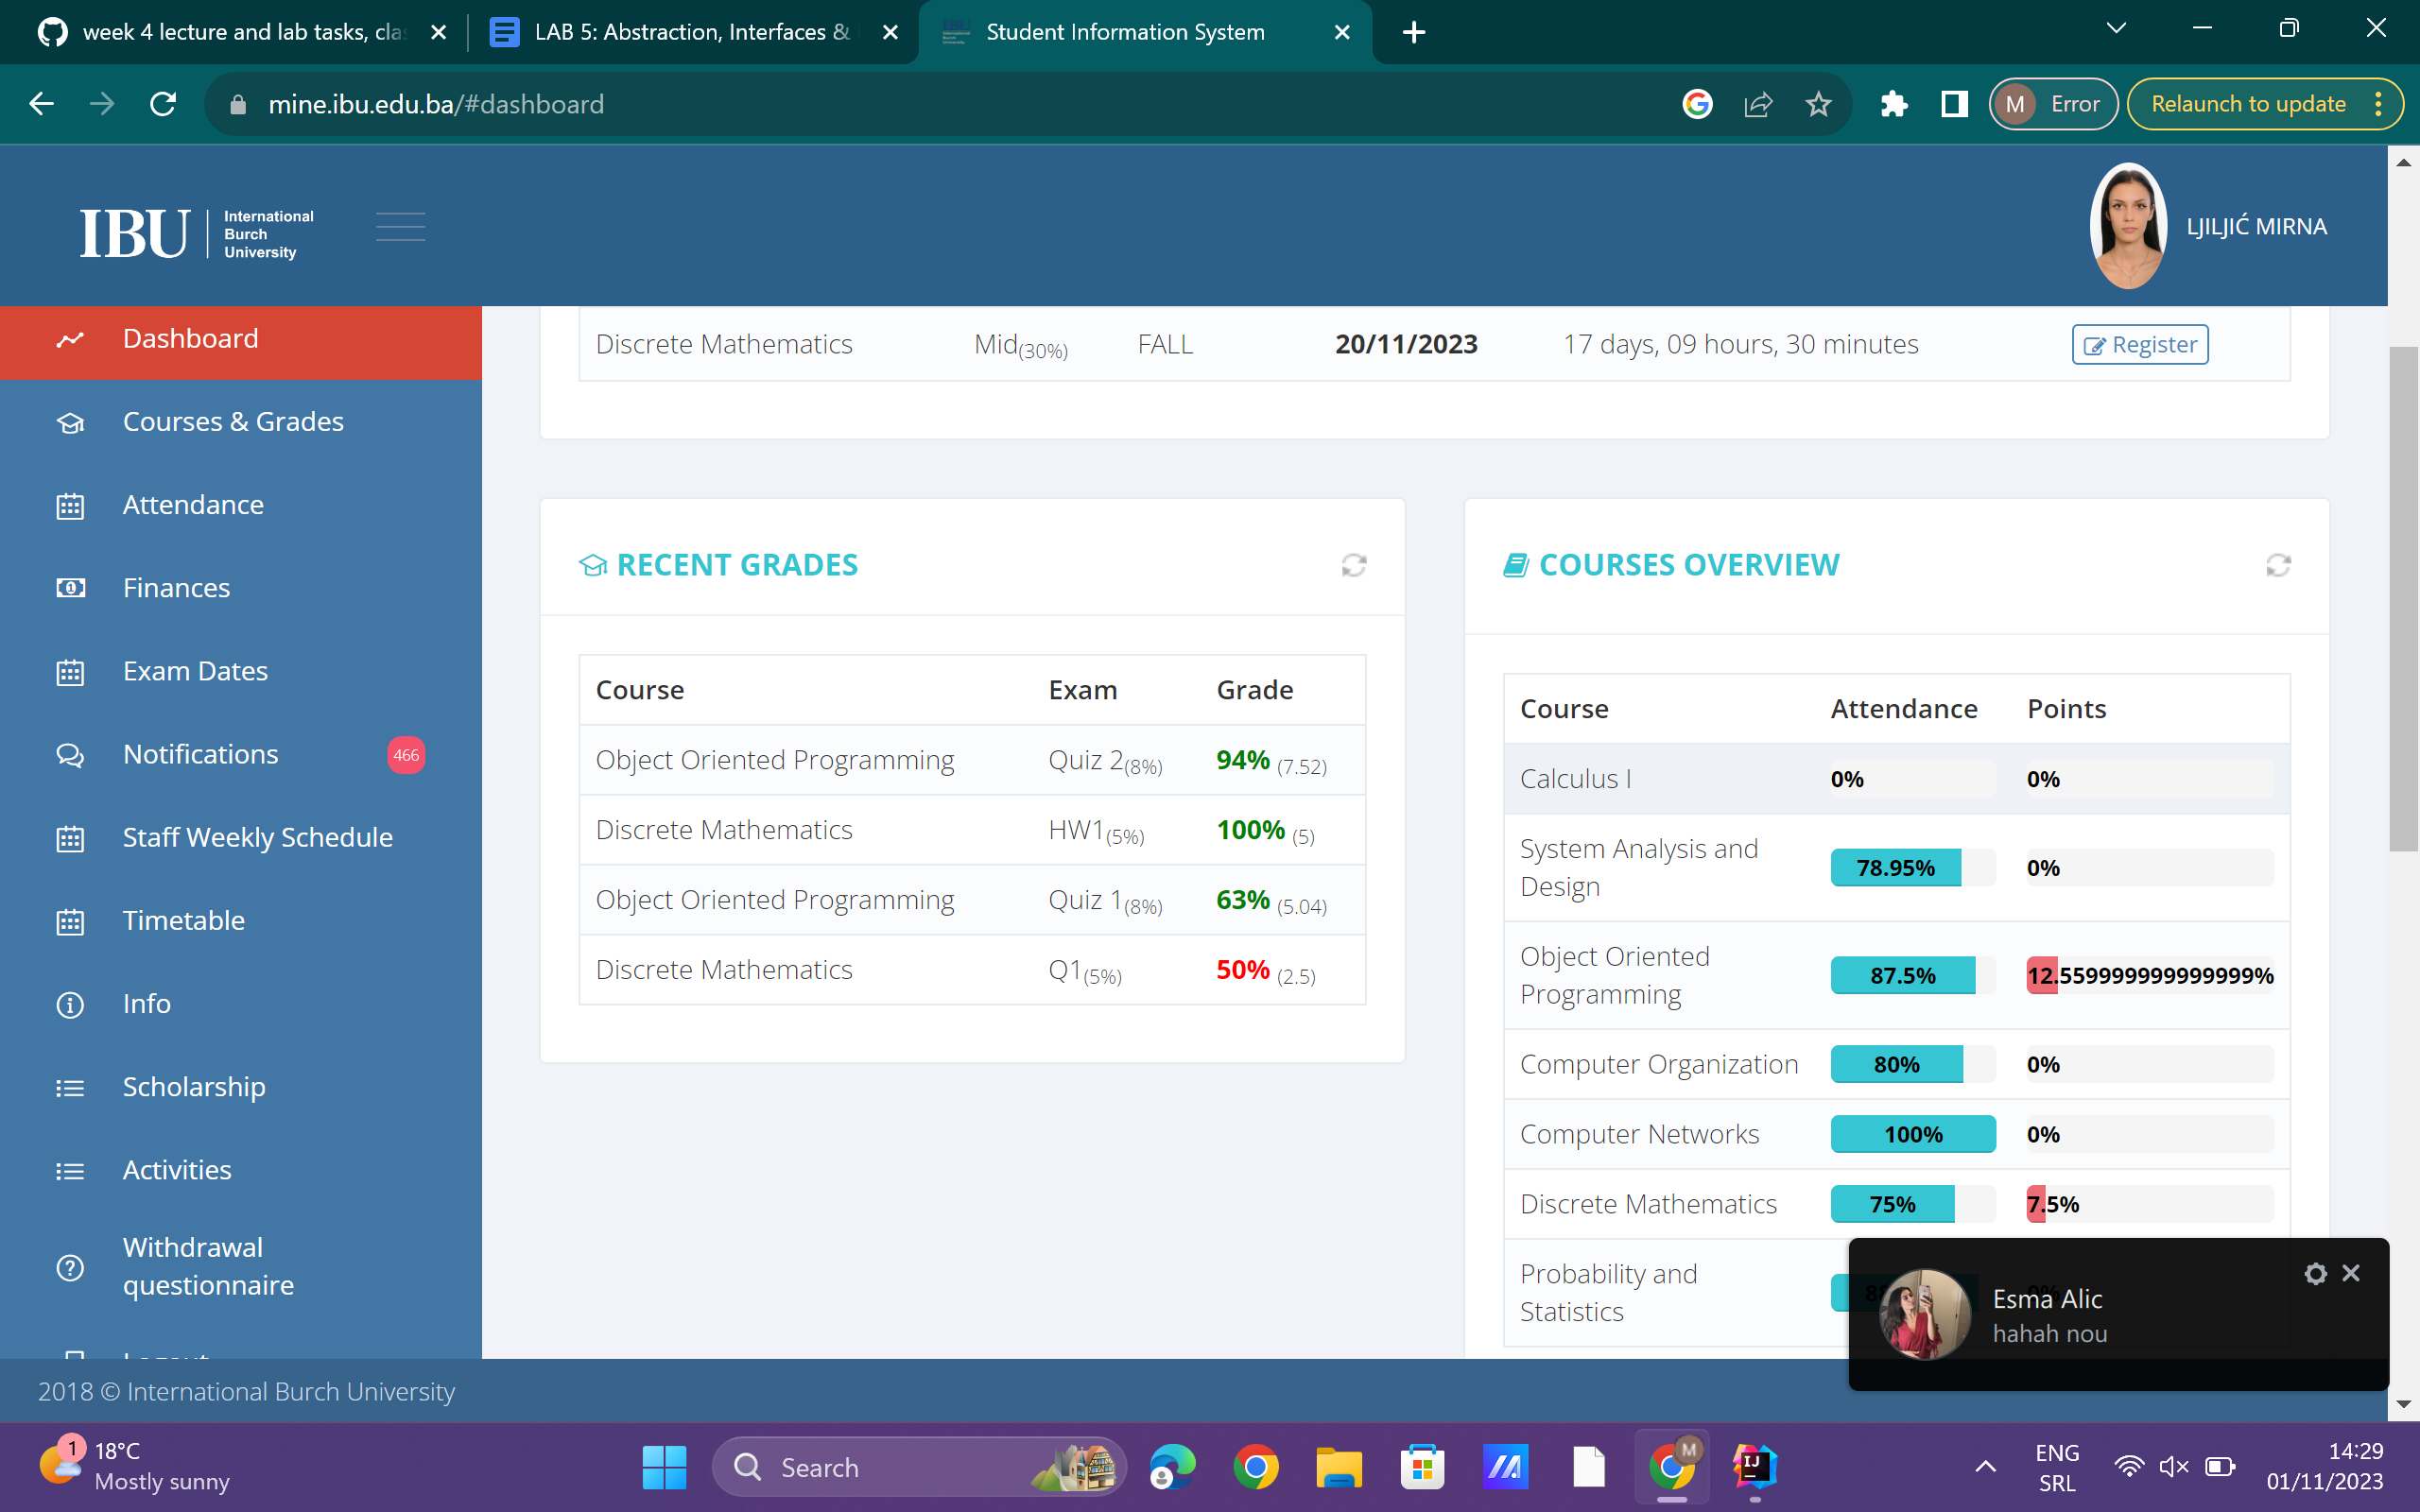 week 4 lecture and lab tasks, cla
LAB 5: Abstraction, Interfaces &
Student Information System
mine.ibu.edu.ba/#dashboard
M Error
Relaunch to update
IBU International Burch University
LJILJIĆ MIRNA
Dashboard
Courses & Grades
Attendance
Finances
Exam Dates
Notifications 466
Staff Weekly Schedule
Timetable
Info
Scholarship
Activities
Withdrawal
questionnaire
Discrete Mathematics Mid(30%) FALL 20/11/2023 17 days, 09 hours, 30 minutes Register
RECENT GRADES
Course Exam Grade
Object Oriented Programming Quiz 2(8%) 94% (7.52)
Discrete Mathematics HW1(5%) 100% (5)
Object Oriented Programming Quiz 1(8%) 63% (5.04)
Discrete Mathematics Q1(5%) 50% (2.5)
COURSES OVERVIEW
Course Attendance Points
Calculus I 0% 0%
System Analysis and
Design 78.95% 0%
Object Oriented
Programming 87.5% 12.559999999999999%
Computer Organization 80% 0%
Computer Networks 100% 0%
Discrete Mathematics 75% 7.5%
Probability and
Statistics
Esma Alic
hahah nou
2018 © International Burch University
1 18°C
Mostly sunny
Search
M
IJ
ENG
SRL
14:29
01/11/2023